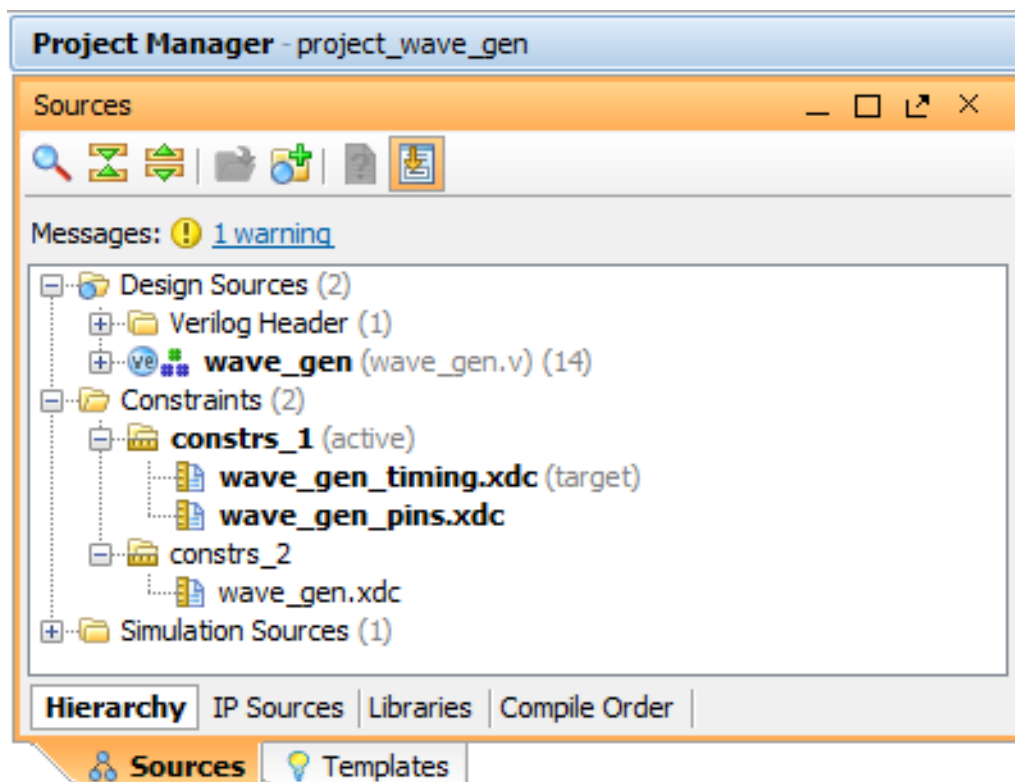 Project Manager - project_wave_gen
Sources
Messages: 1 warning
Design Sources (2)
Verilog Header (1)
ve wave_gen (wave_gen.v) (14)
Constraints (2)
constrs_1 (active)
wave_gen_timing.xdc (target)
wave_gen_pins.xdc
constrs_2
wave_gen.xdc
Simulation Sources (1)
Hierarchy IP Sources Libraries Compile Order
Sources Templates